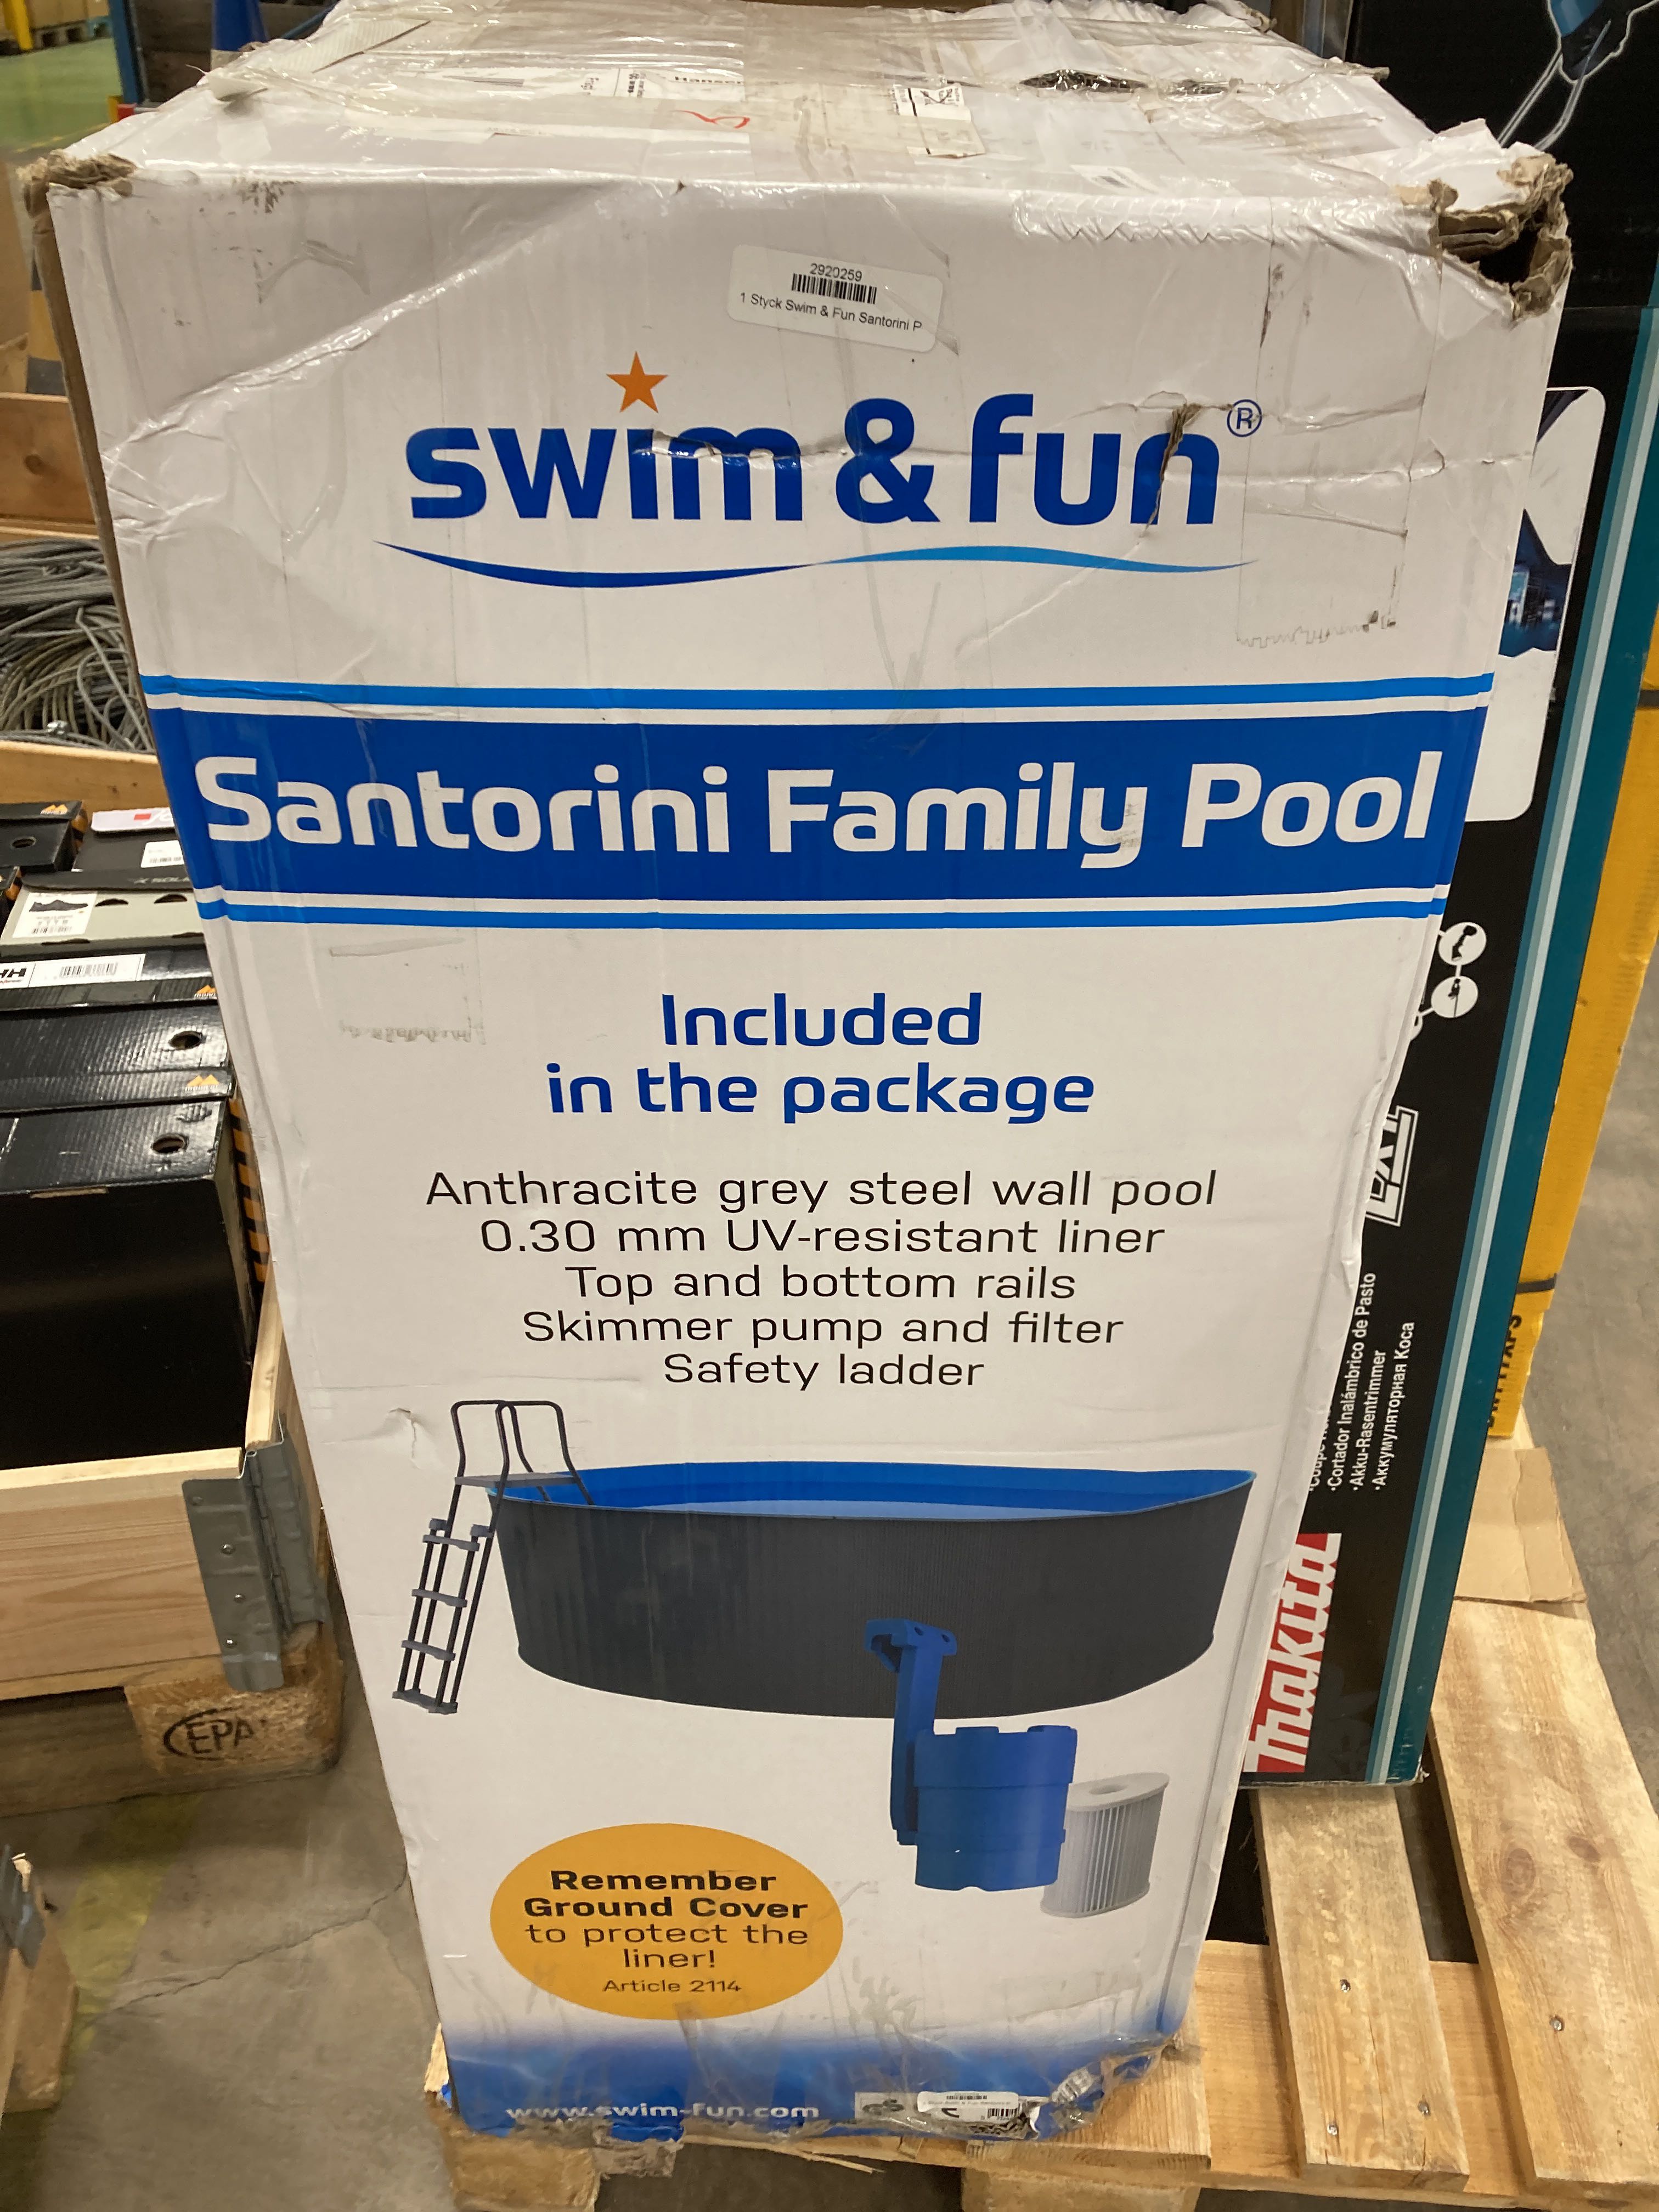 2920259
1 Styck Swim & Fun Santorini P
swim & fun®
Santorini Family Pool
Included
in the package
Anthracite grey steel wall pool
0.30 mm UV-resistant liner
Top and bottom rails
Skimmer pump and filter
Safety ladder
Remember
Ground Cover
to protect the
liner!
Article 2114
www.swim-fun.com
·Cortador Inalámbrico de Pasto
·Akku-Rasentrimmer
·Аккумуляторная Коса
LXT
makita
EPA
HH